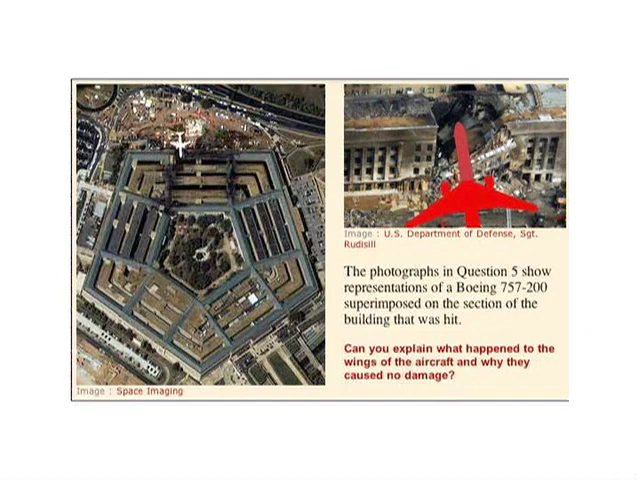 Image : U.S. Department of Defense, Sgt.
Rudisill
The photographs in Question 5 show
representations of a Boeing 757-200
superimposed on the section of the
building that was hit.
Can you explain what happened to the
wings of the aircraft and why they
caused no damage?
Image : Space Imaging